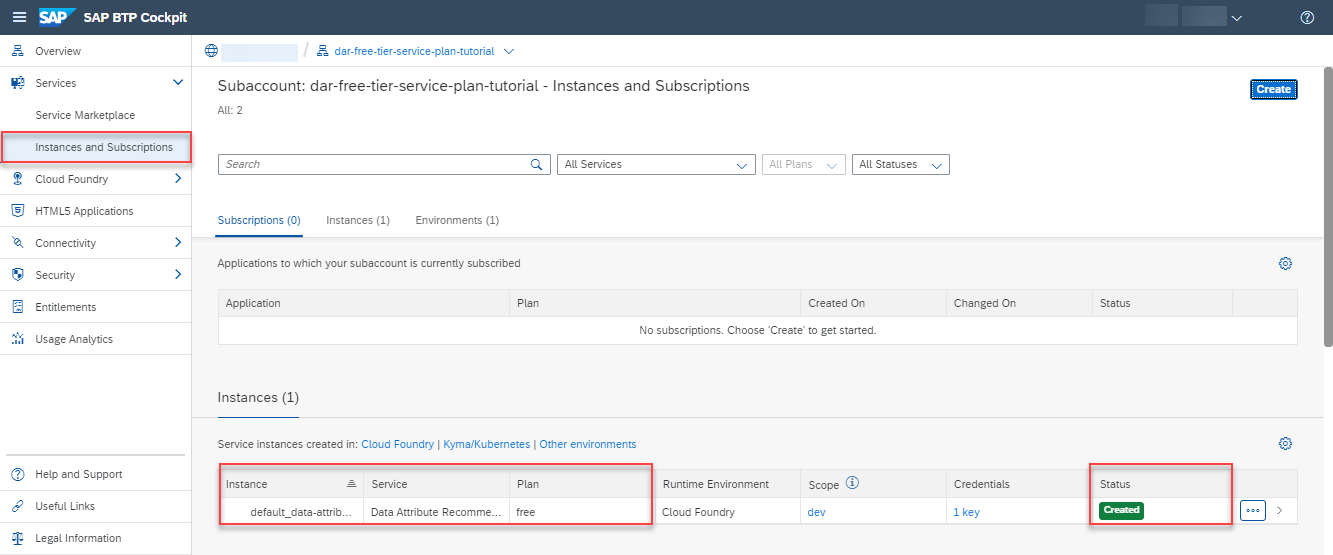 SAP SAP BTP Cockpit
Overview
Services
Service Marketplace
Instances and Subscriptions
Cloud Foundry
HTML5 Applications
Connectivity
Security
Entitlements
Usage Analytics
Help and Support
Useful Links
Legal Information
/ dar-free-tier-service-plan-tutorial
Subaccount: dar-free-tier-service-plan-tutorial - Instances and Subscriptions
Create
All: 2
Search All Services All Plans All Statuses
Subscriptions (0) Instances (1) Environments (1)
Applications to which your subaccount is currently subscribed
Application Plan Created On Changed On Status
No subscriptions. Choose 'Create' to get started.
Instances (1)
Service instances created in: Cloud Foundry | Kyma/Kubernetes | Other environments
Instance Service Plan Runtime Environment Scope Credentials Status
default_data-attrib... Data Attribute Recomme... free Cloud Foundry dev 1 key Created